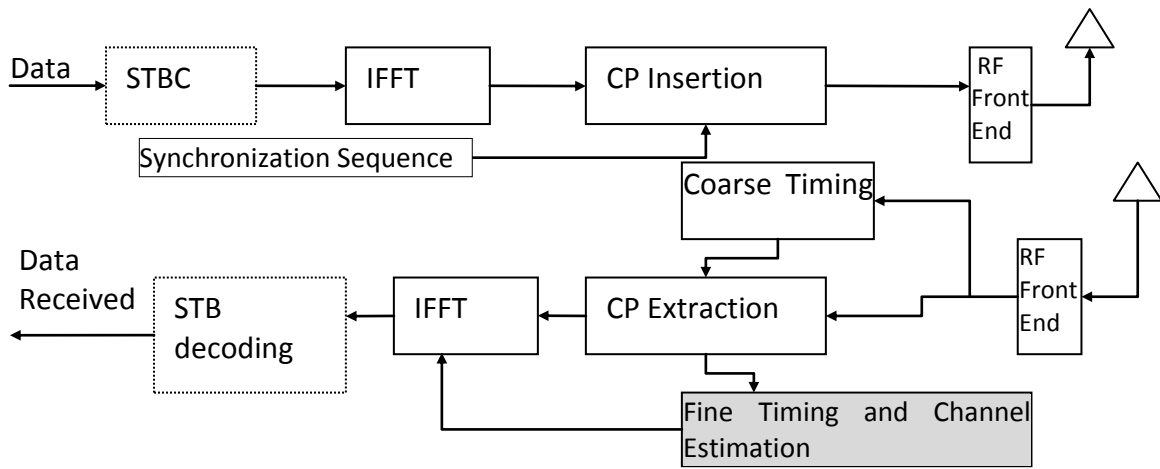 Data
STBC
IFFT
CP Insertion
RF
Front
End
Synchronization Sequence
Coarse Timing
Data
Received
STB
decoding
IFFT
CP Extraction
RF
Front
End
Fine Timing and Channel
Estimation